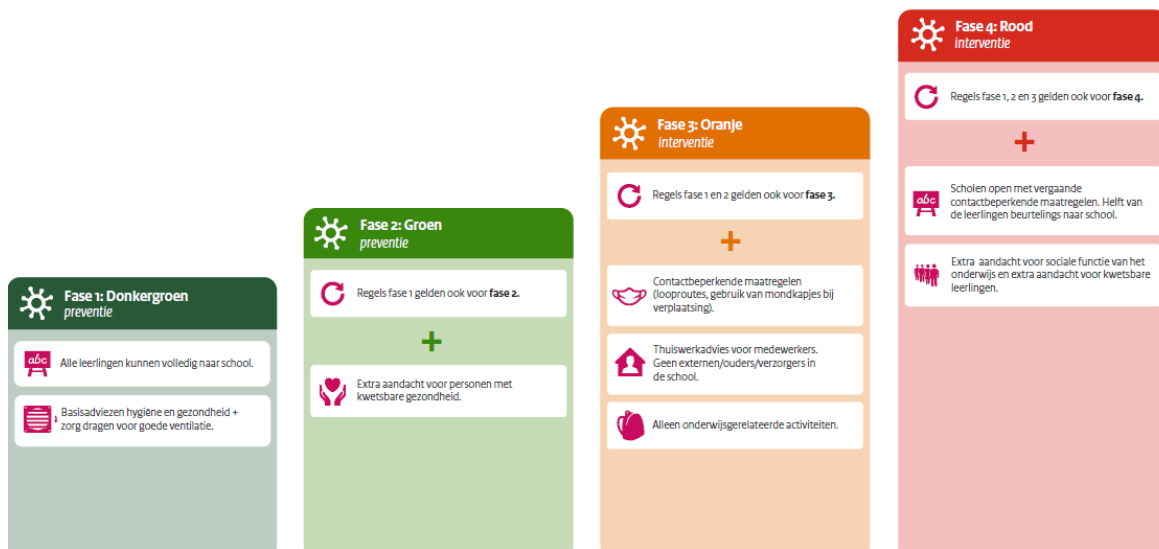 Fase 1: Donkergroen
preventie
abc
Alle leerlingen kunnen volledig naar school.
Basisadviezen hygiëne en gezondheid +
zorg dragen voor goede ventilatie.
Fase 2: Groen
preventie
Regels fase 1 gelden ook voor fase 2.
+
Extra aandacht voor personen met
kwetsbare gezondheid.
Fase 3: Oranje
interventie
Regels fase 1 en 2 gelden ook voor fase 3.
+
Contactbeperkende maatregelen
(looproutes, gebruik van mondkapjes bij
verplaatsing).
Thuiswerkadvies voor medewerkers.
Geen externen/ouders/verzorgers in
de school.
Alleen onderwijsgerelateerde activiteiten.
Fase 4: Rood
interventie
Regels fase 1, 2 en 3 gelden ook voor fase 4.
+
abc
Scholen open met vergaande
contactbeperkende maatregelen. Helft van
de leerlingen beurtelings naar school.
Extra aandacht voor sociale functie van het
onderwijs en extra aandacht voor kwetsbare
leerlingen.